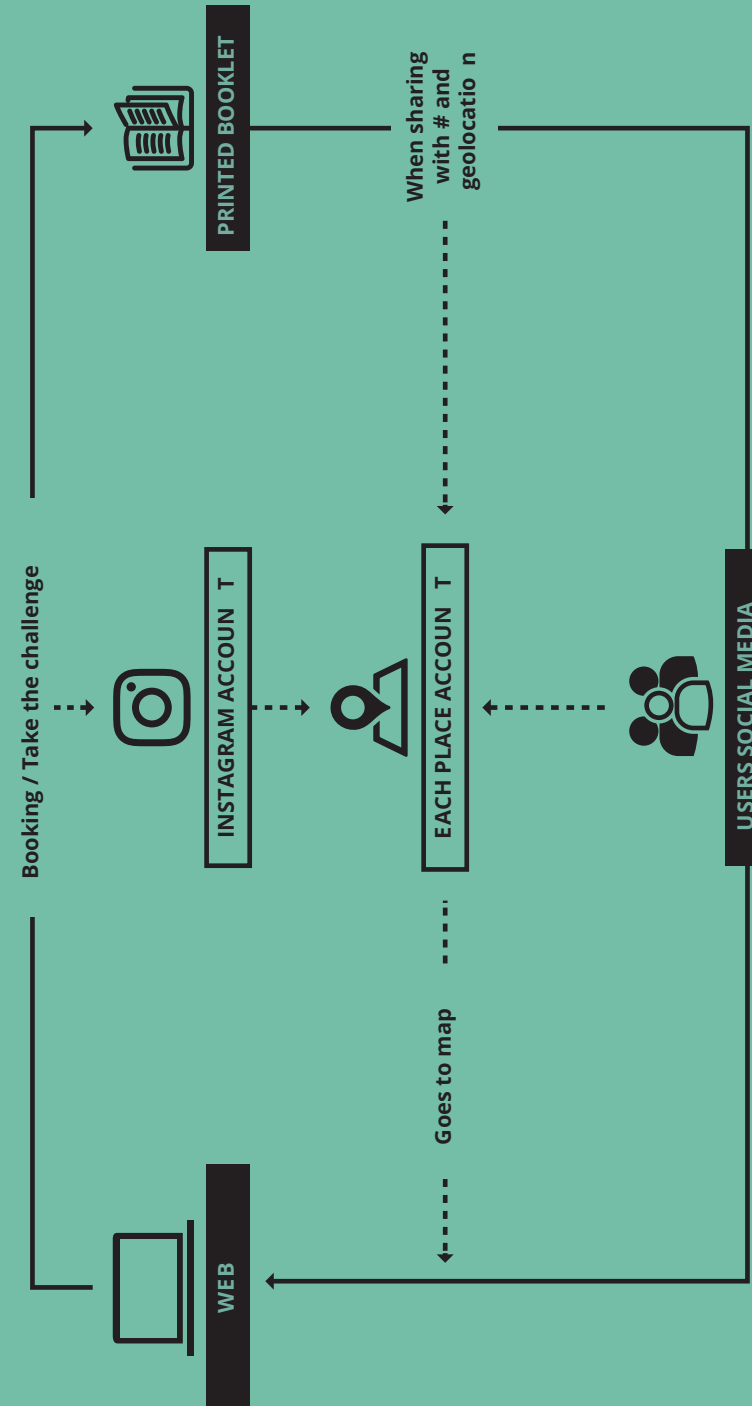 Booking / Take the challenge
WEB
INSTAGRAM ACCOUN T
PRINTED BOOKLET
Goes to map
EACH PLACE ACCOUN T
When sharing
with # and
geolocatio n
USERS SOCIAL MEDIA